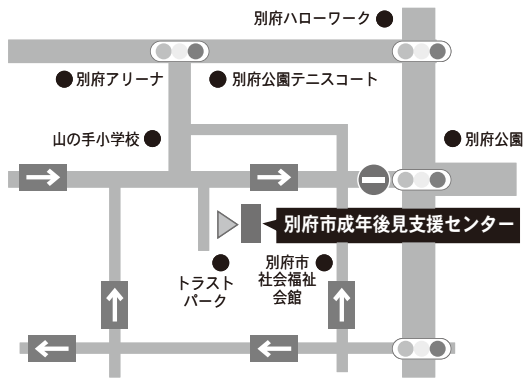 別府ハローワーク
別府アリーナ
別府公園テニスコート
山の手小学校
別府公園
別府市成年後見支援センター
トラスト
パーク
別府市
社会福祉
会館